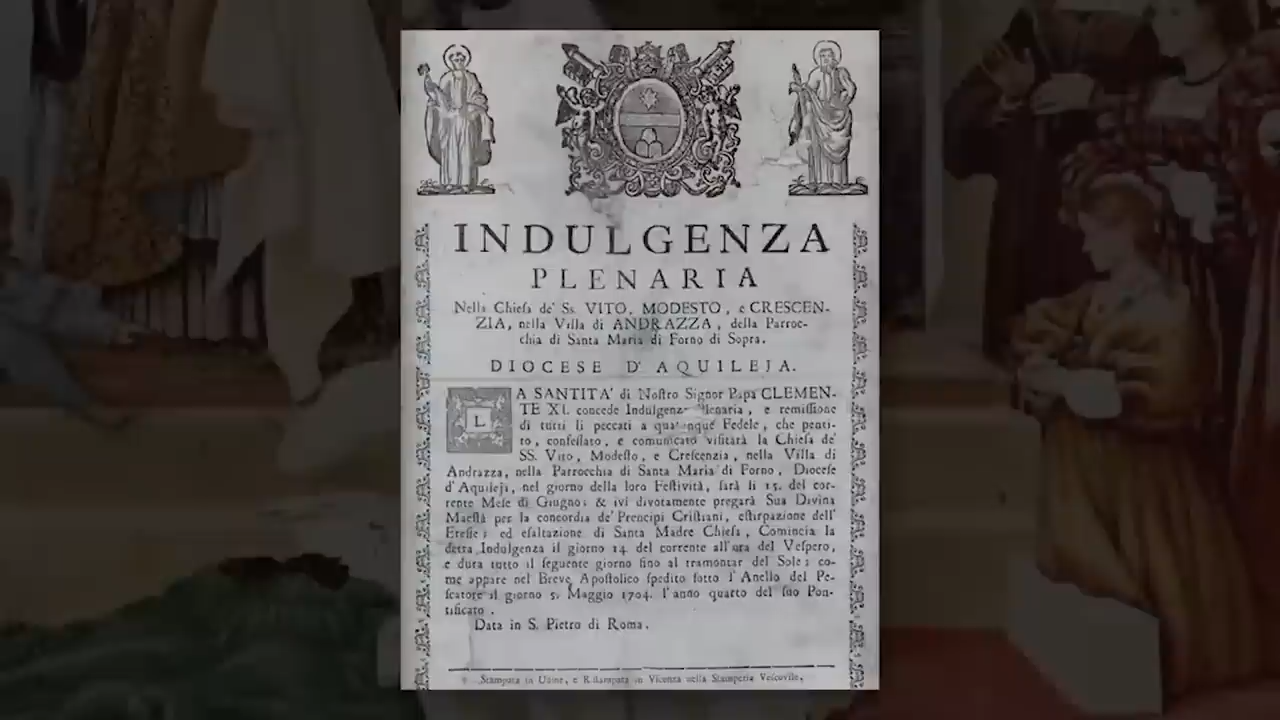 INDULGENZA
PLENARIA
Nella Chiesa de' Ss. VITO, MODESTO, e CRESCEN-
ZIA, nella Villa di ANDRAZZA, della Parroc-
chia di Santa Maria di Forno di Sopra.
DIOCESE D'AQUILEJA.
LA SANTITA' di Nostro Signor Papa CLEMEN-
TE XI. concede Indulgenza Plenaria, e remissione
di tutti li peccati a qualunque Fedele, che penti-
to, confessato, e comunicato visitarà la Chiesa de'
SS. Vito, Modesto, e Crescenzia, nella Villa di
Andrazza, nella Parrocchia di Santa Maria di Forno, Diocese
d'Aquileja, nel giorno della loro Festività, sarà li 15. del cor-
rente Mese di Giugno; & ivi divotamente pregarà Sua Divina
Maestà per la concordia de' Prencipi Cristiani, estirpazione dell'
Eresie; ed esaltazione di Santa Madre Chiesa, Comincia la
detta Indulgenza il giorno 14 del corrente all'ora del Vespero,
e dura tutto il seguente giorno fino al tramontar del Sole; co-
me appare nel Breve Apostolico spedito sotto l'Anello del Pe-
scatore il giorno 5. Maggio 1704. l'anno quarto del suo Pon-
tificato.
Data in S. Pietro di Roma.
Stampata in Udine, e Ristampata in Vicenza nella Stamperia Vescovile.